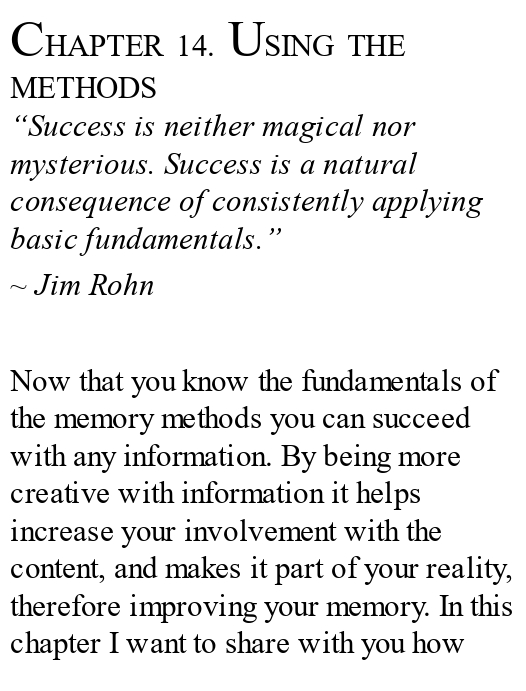 CHAPTER 14. USING THE
METHODS
“Success is neither magical nor
mysterious. Success is a natural
consequence of consistently applying
basic fundamentals.”
~ Jim Rohn
Now that you know the fundamentals of
the memory methods you can succeed
with any information. By being more
creative with information it helps
increase your involvement with the
content, and makes it part of your reality,
therefore improving your memory. In this
chapter I want to share with you how